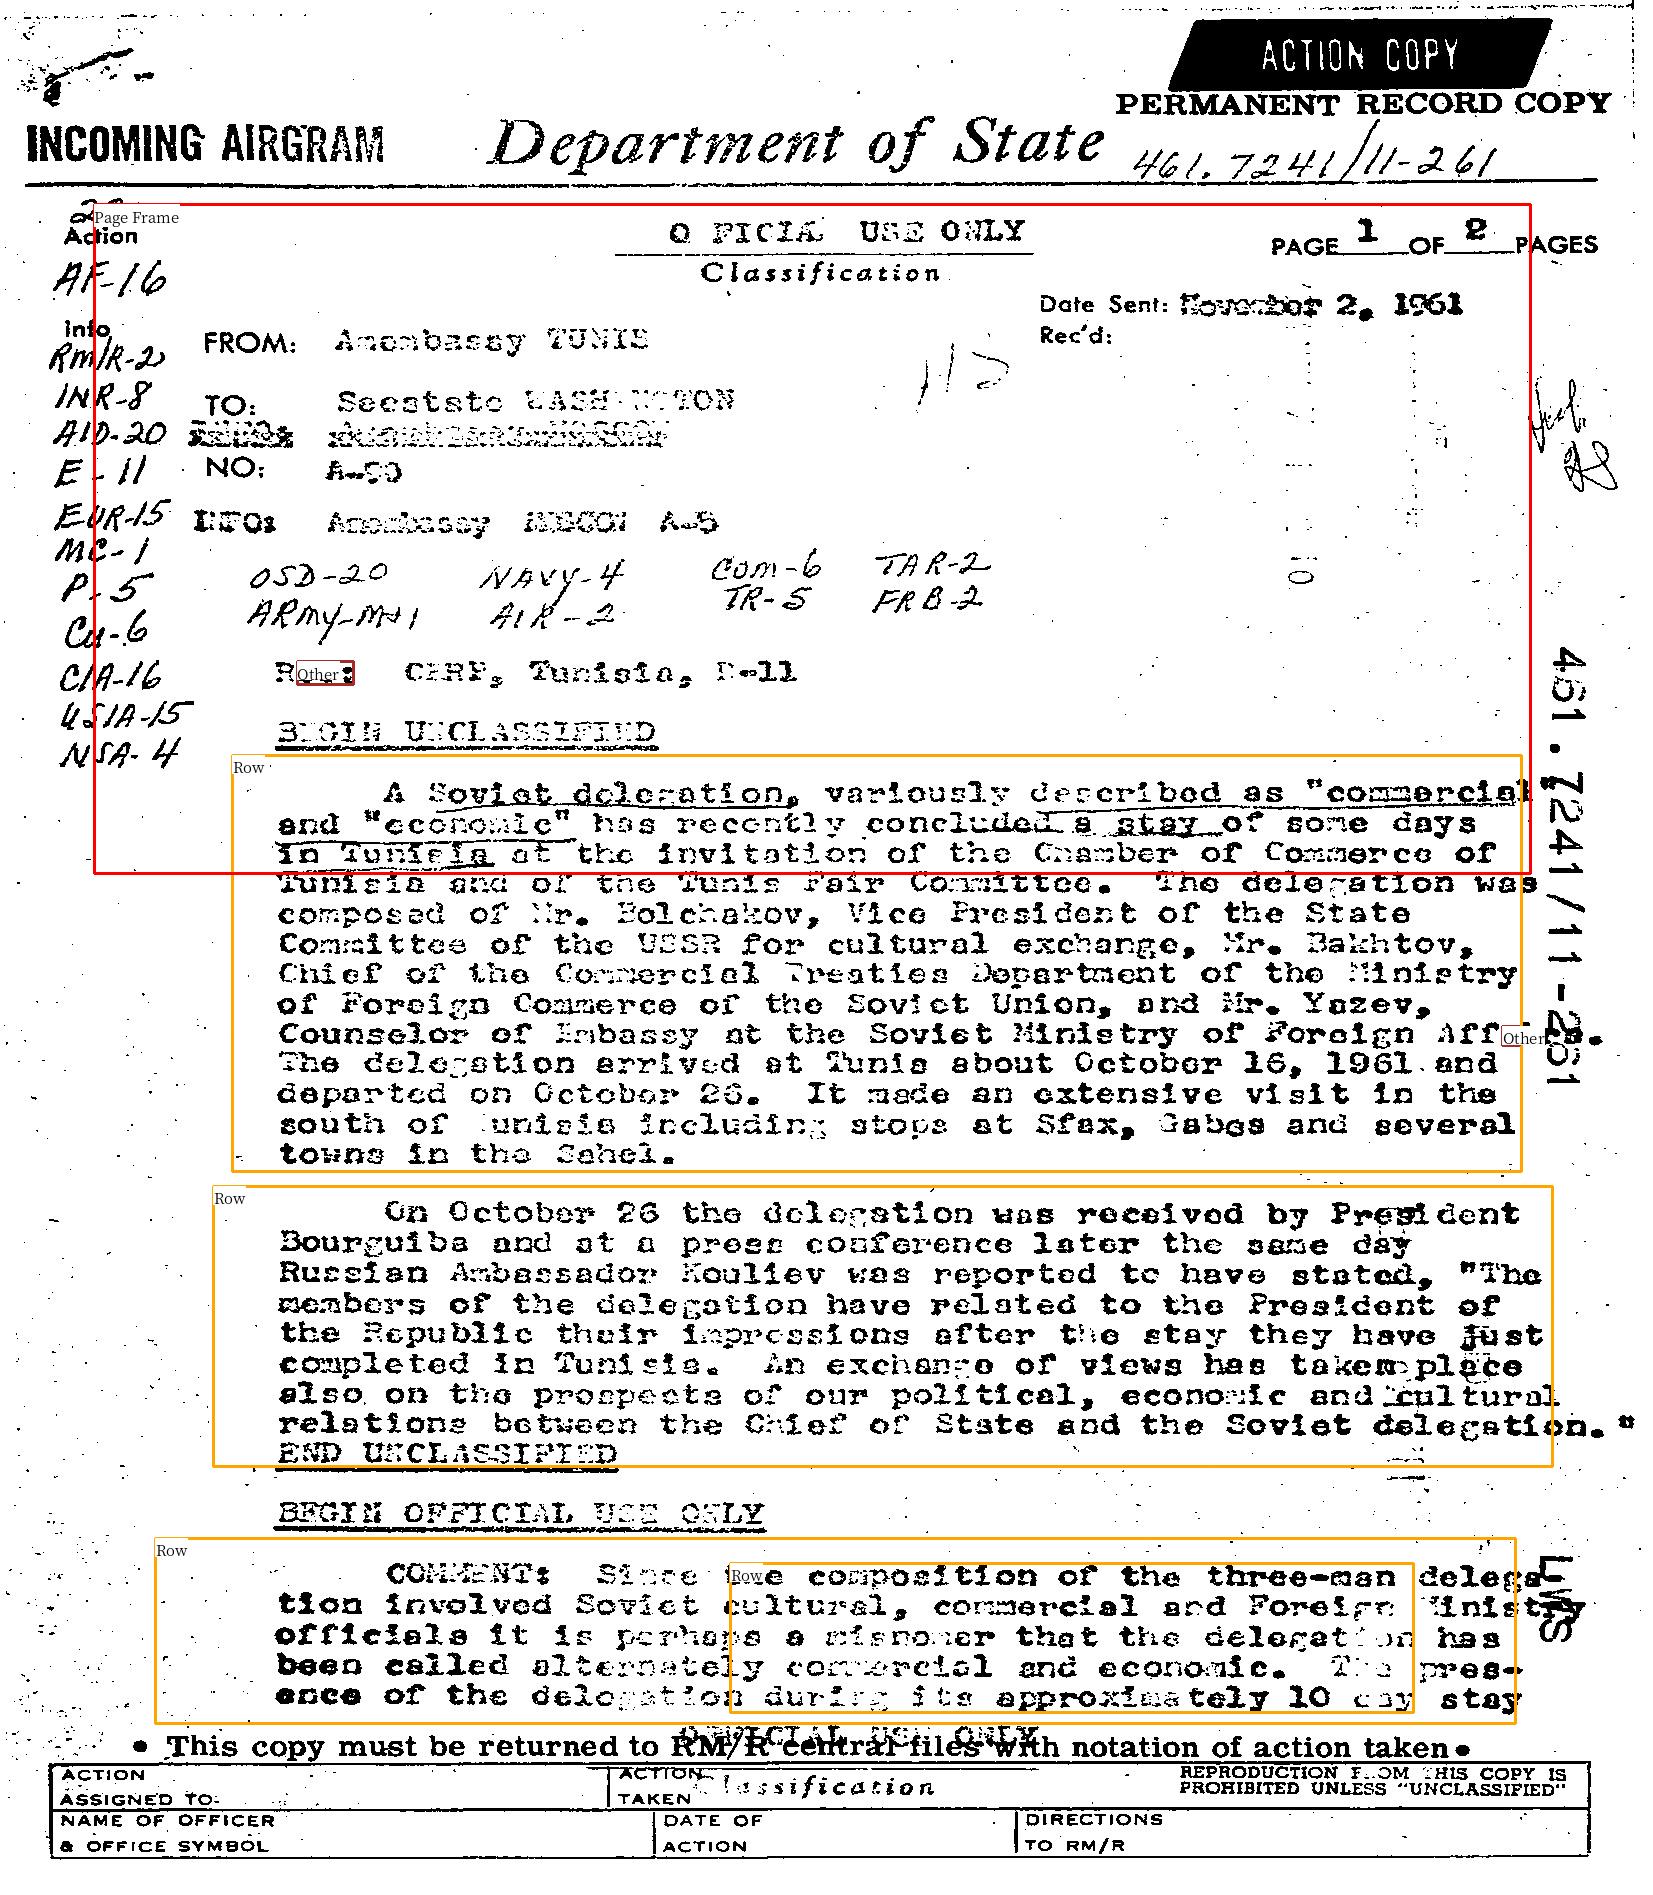 ACTION COPY
PERMANENT RECORD COPY
INCOMING AIRGRAM Department of State 461.7241/11-261
Page Frame
Action
OFFICIAL USE ONLY PAGE 1 OF 2 PAGES
Classification
AF-16
Date Sent: November 2, 1961
Rec'd:
Info
FROM: Amembassy TUNIS
RM/R-2
INR-8
TO: Secstate WASHINGTON
AID-20
E-11
NO: A-90
EUR-15
INFO: Amembassy MOSCOW A-5
MC-1
OSD-20 NAVY-4 COM-6 TAR-2
P-5
ARMY- AIR-2 TR-5 FRB-2
CU-6
CIA-16
Other
CERP, Tunisia, D-11
USIA-15
BEGIN UNCLASSIFIED
NSA-4
Row
A Soviet delegation, variously described as "commercial
and "economic" has recently concluded a stay of some days
in Tunisia at the invitation of the Chamber of Commerce of
Tunisia and of the Tunis Fair Committee. The delegation was
composed of Mr. Bolchakov, Vice President of the State
Committee of the USSR for cultural exchange, Mr. Bakhtov,
Chief of the Commercial Treaties Department of the Ministry
of Foreign Commerce of the Soviet Union, and Mr. Yazev,
Counselor of Embassy at the Soviet Ministry of Foreign Affairs.
Other
The delegation arrived at Tunis about October 16, 1961 and
departed on October 26. It made an extensive visit in the
south of Tunisia including stops at Sfax, Gabes and several
towns in the Sahel.
461.7241/11-261
Row
On October 26 the delegation was received by President
Bourguiba and at a press conference later the same day
Russian Ambassador Kouliev was reported to have stated, "The
members of the delegation have related to the President of
the Republic their impressions after the stay they have just
completed in Tunisia. An exchange of views has taken place
also on the prospects of our political, economic and cultural
relations between the Chief of State and the Soviet delegation."
END UNCLASSIFIED
BEGIN OFFICIAL USE ONLY
Row
Row
COMMENT: Since the composition of the three-man delega-
tion involved Soviet cultural, commercial and Foreign Ministry
officials it is perhaps a misnomer that the delegation has
been called alternately commercial and economic. The pres-
ence of the delegation during its approximately 10 day stay
OFFICIAL USE ONLY
• This copy must be returned to RM/R central files with notation of action taken •
Classification
ACTION
ASSIGNED TO:
ACTION
TAKEN
REPRODUCTION FROM THIS COPY IS
PROHIBITED UNLESS "UNCLASSIFIED"
NAME OF OFFICER
& OFFICE SYMBOL
DATE OF
ACTION
DIRECTIONS
TO RM/R